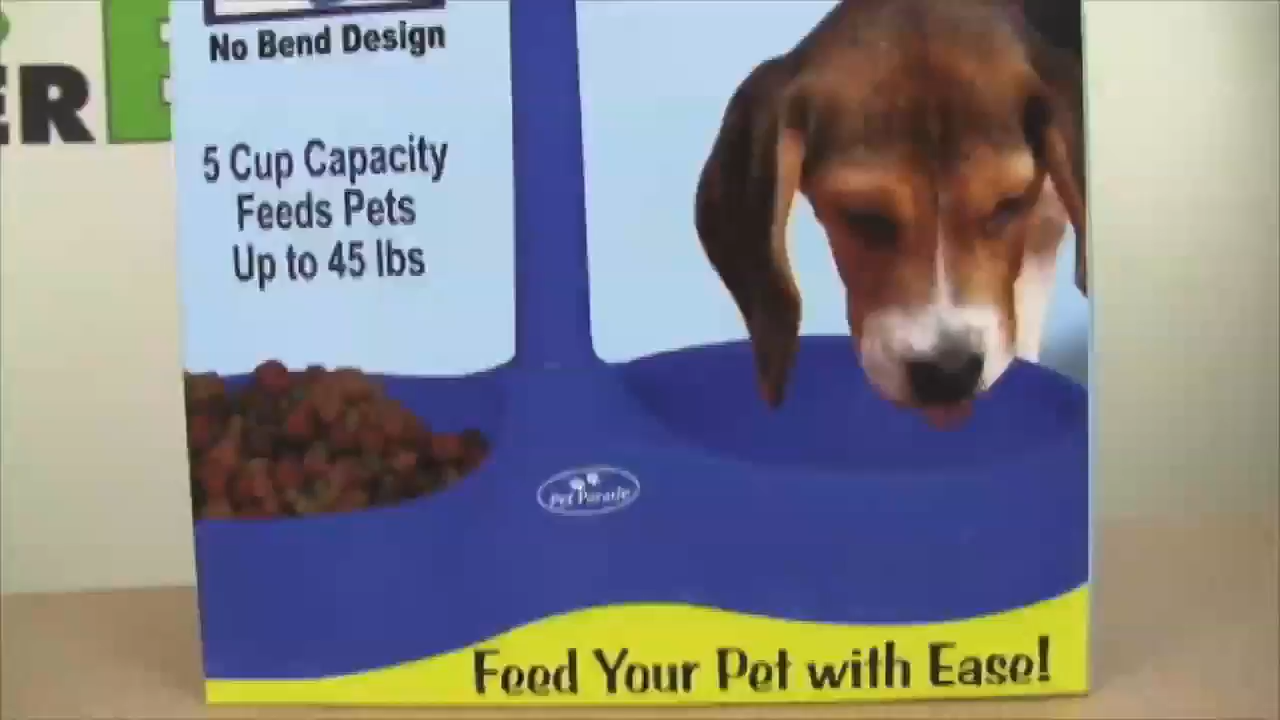 ER
No Bend Design
5 Cup Capacity
Feeds Pets
Up to 45 lbs
Pet Parade
Feed Your Pet with Ease!